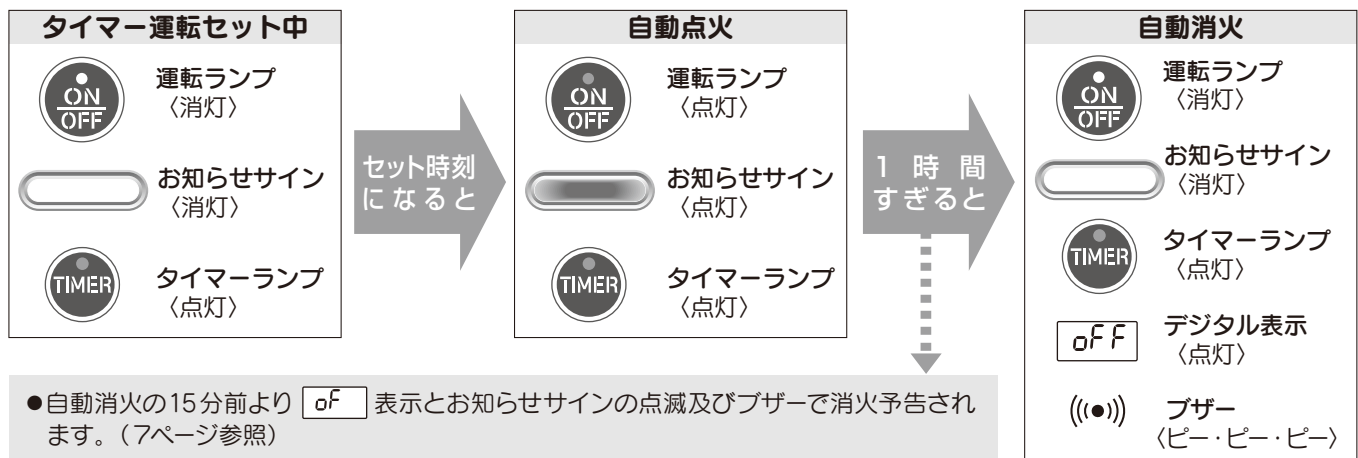 タイマー運転セット中
ON
OFF
運転ランプ
〈消灯〉
お知らせサイン
〈消灯〉
TIMER
タイマーランプ
〈点灯〉
セット時刻
になると
自動点火
ON
OFF
運転ランプ
〈点灯〉
お知らせサイン
〈点灯〉
TIMER
タイマーランプ
〈点灯〉
1時間
すぎると
自動消火
ON
OFF
運転ランプ
〈消灯〉
お知らせサイン
〈消灯〉
TIMER
タイマーランプ
〈点灯〉
oFF
デジタル表示
〈点灯〉
ブザー
〈ピー・ピー・ピー〉
●自動消火の15分前より oF 表示とお知らせサインの点滅及びブザーで消火予告され
ます。(7ページ参照)